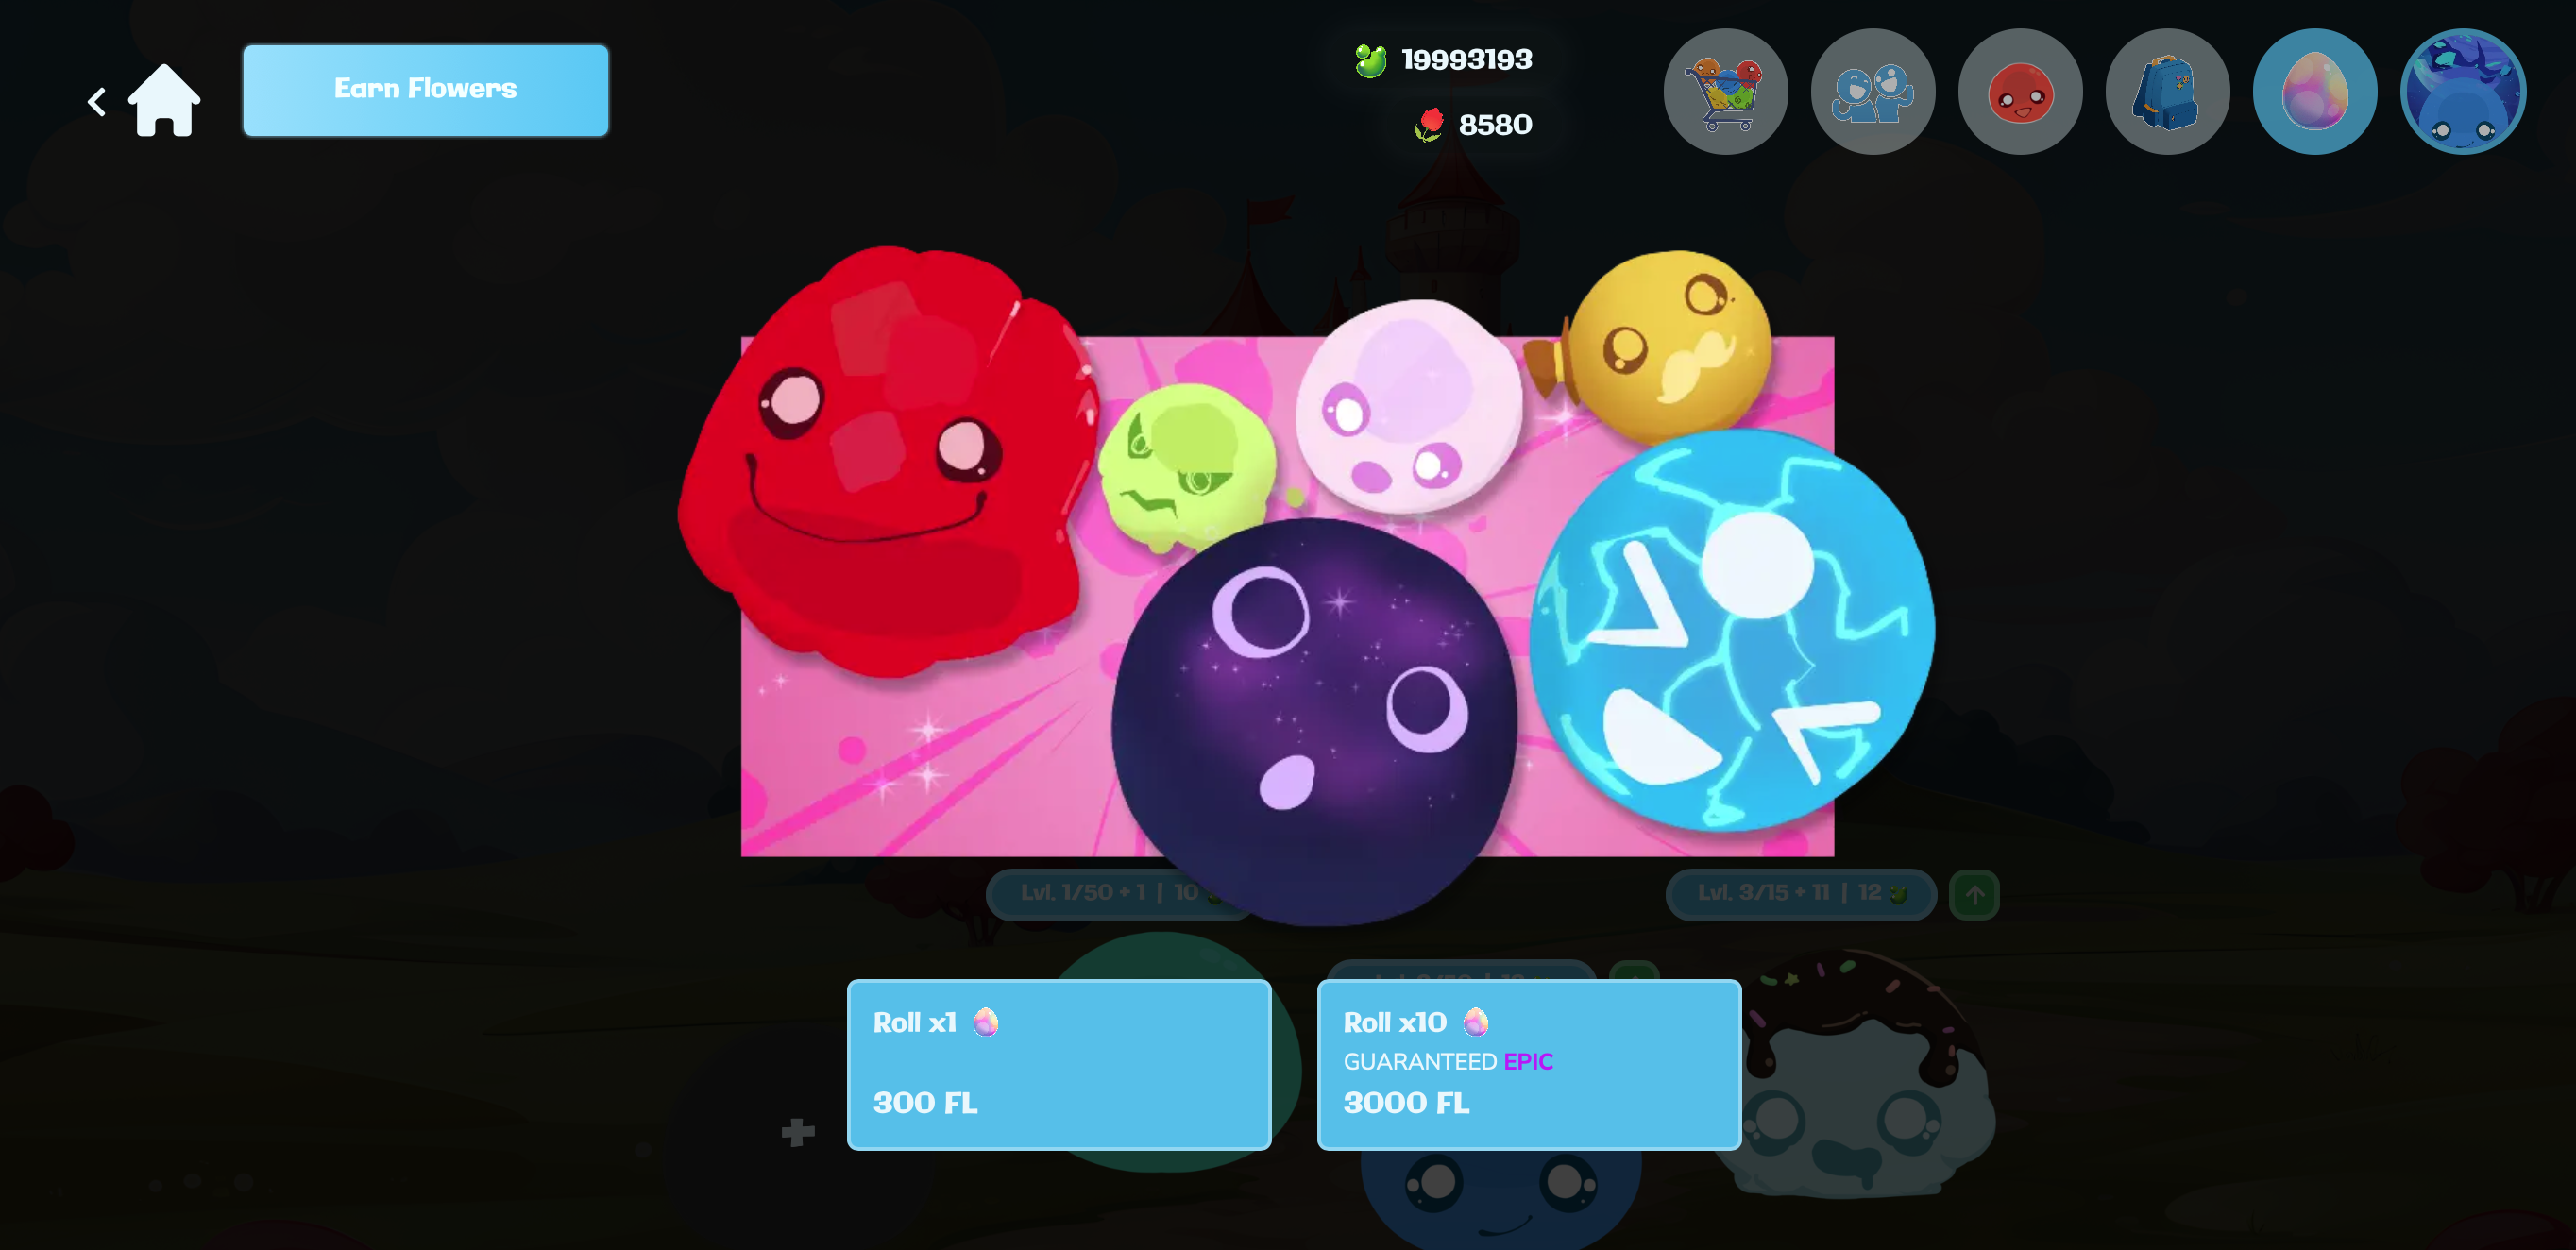 Earn Flowers
19993193
8580
Lvl. 1/50 + 1 | 10
Lvl. 3/15 + 11 | 12
Roll x1
300 FL
Roll x10
GUARANTEED EPIC
3000 FL